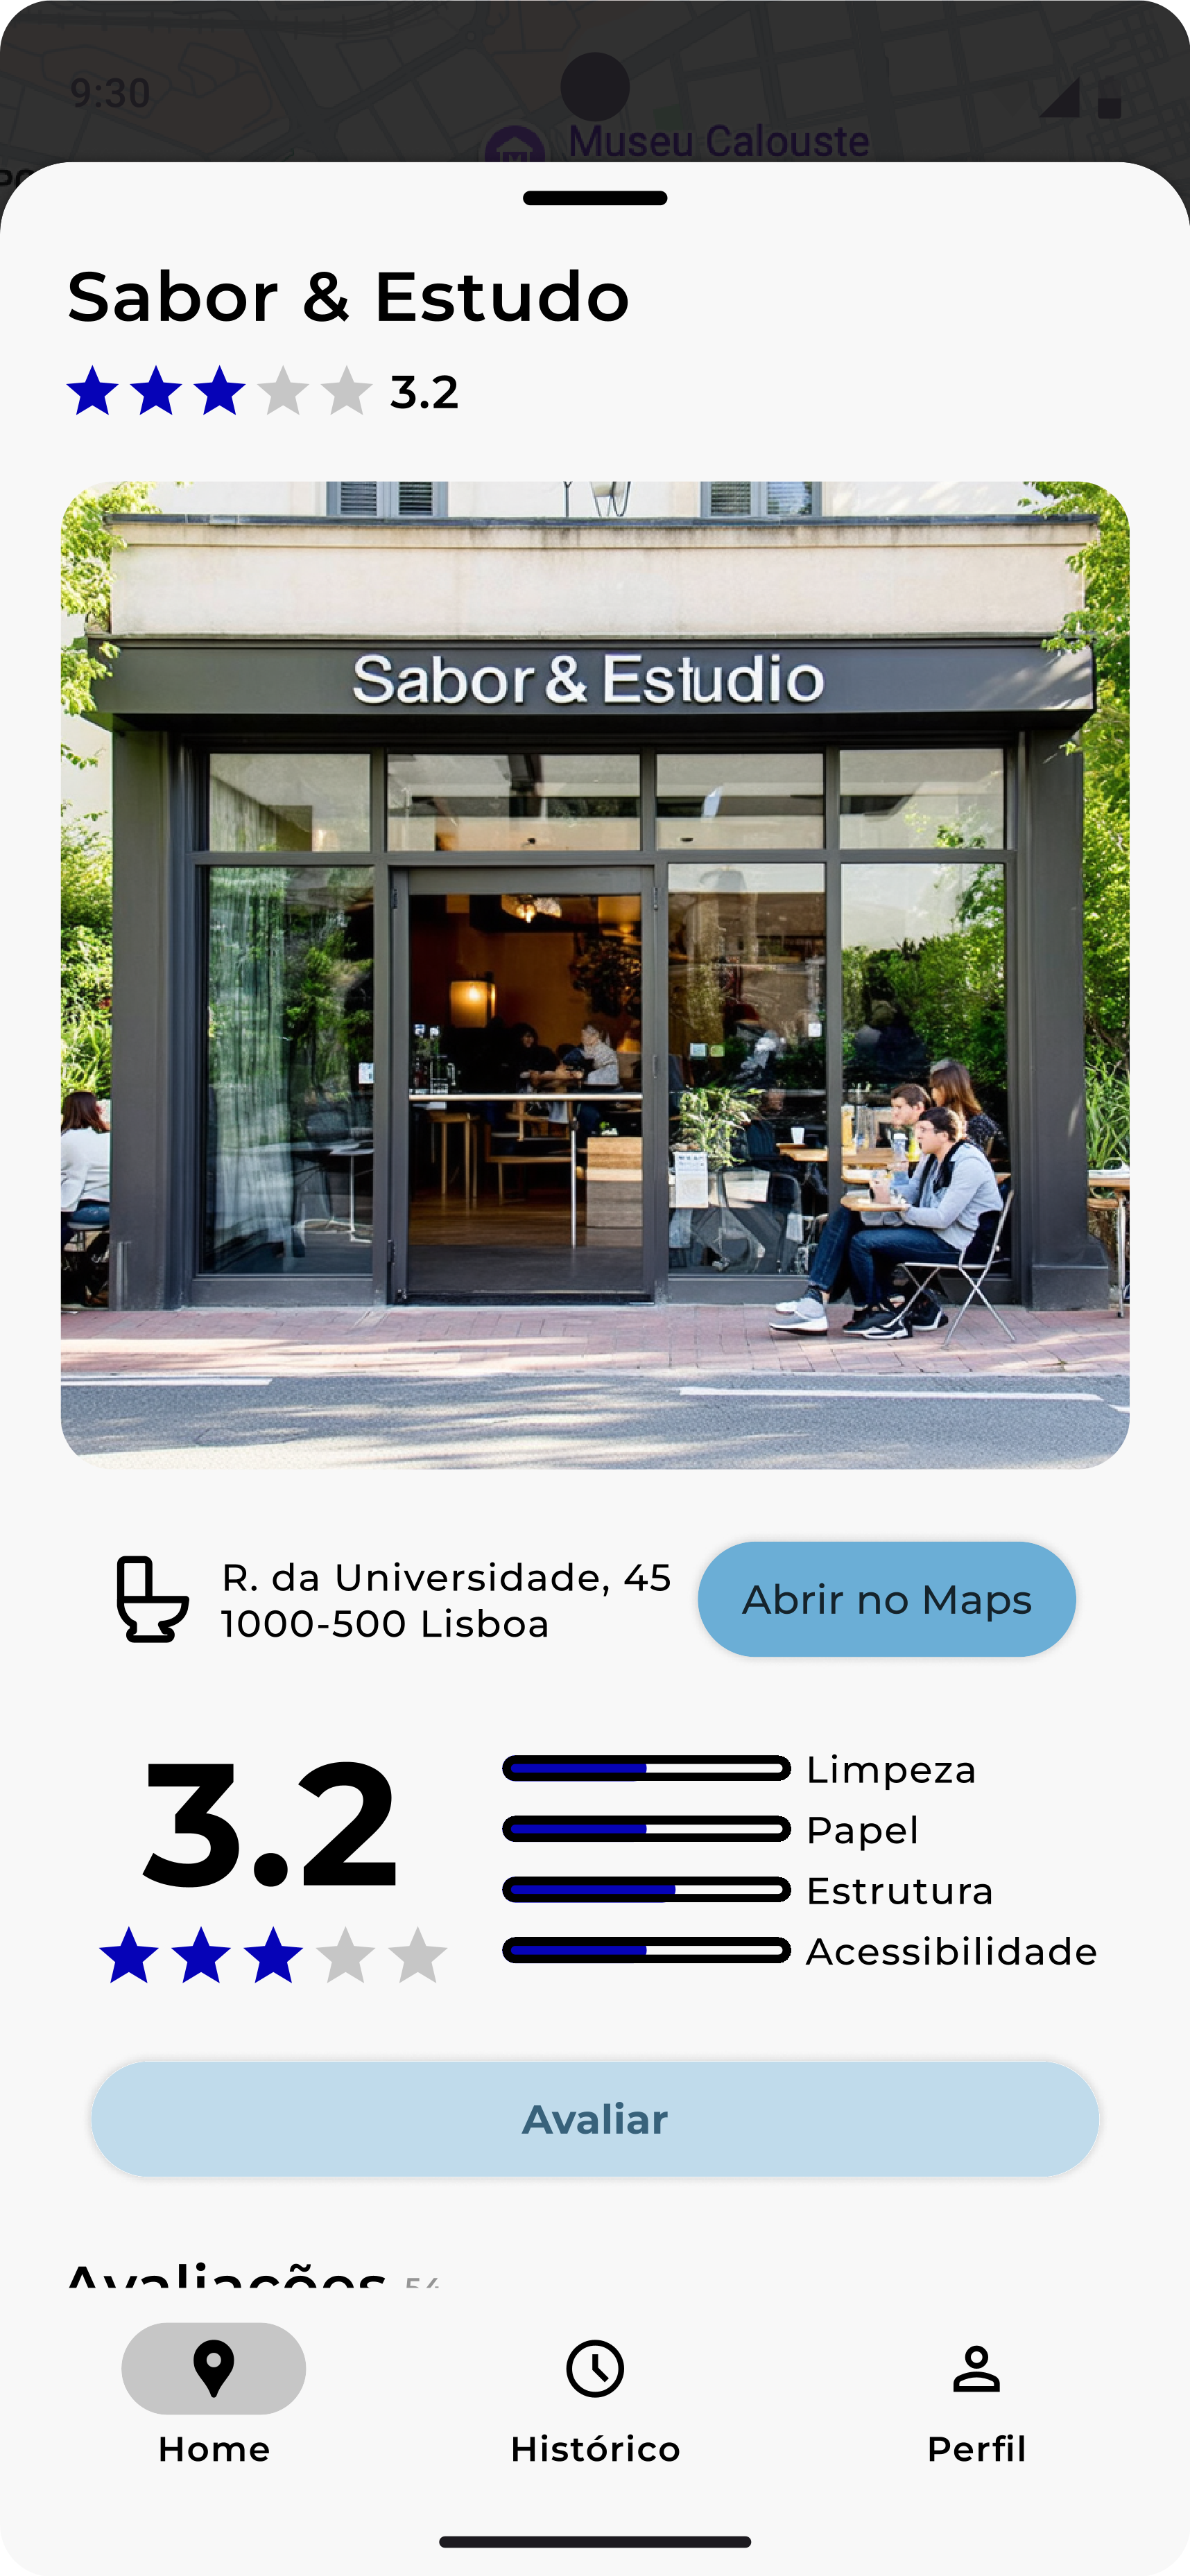 9:30
Museu Calouste
Sabor & Estudo
3.2
Sabor & Estudio
R. da Universidade, 45
1000-500 Lisboa
Abrir no Maps
3.2
Limpeza
Papel
Estrutura
Acessibilidade
Avaliar
Avaliações 54
Home
Histórico
Perfil